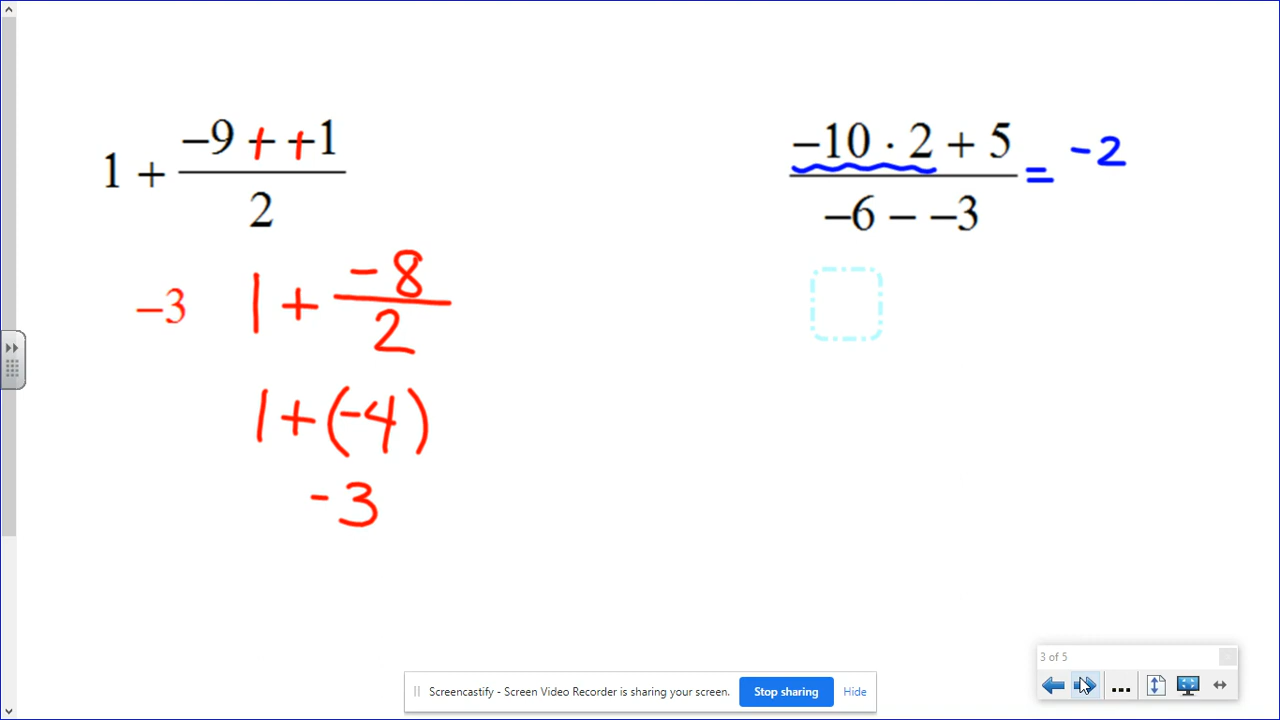 1 + (−9 + +1)/2
−3
1 + −8/2
1 + (−4)
−3
(−10 · 2 + 5)/(−6 − −3) = −2
3 of 5
Screencastify - Screen Video Recorder is sharing your screen. Stop sharing Hide